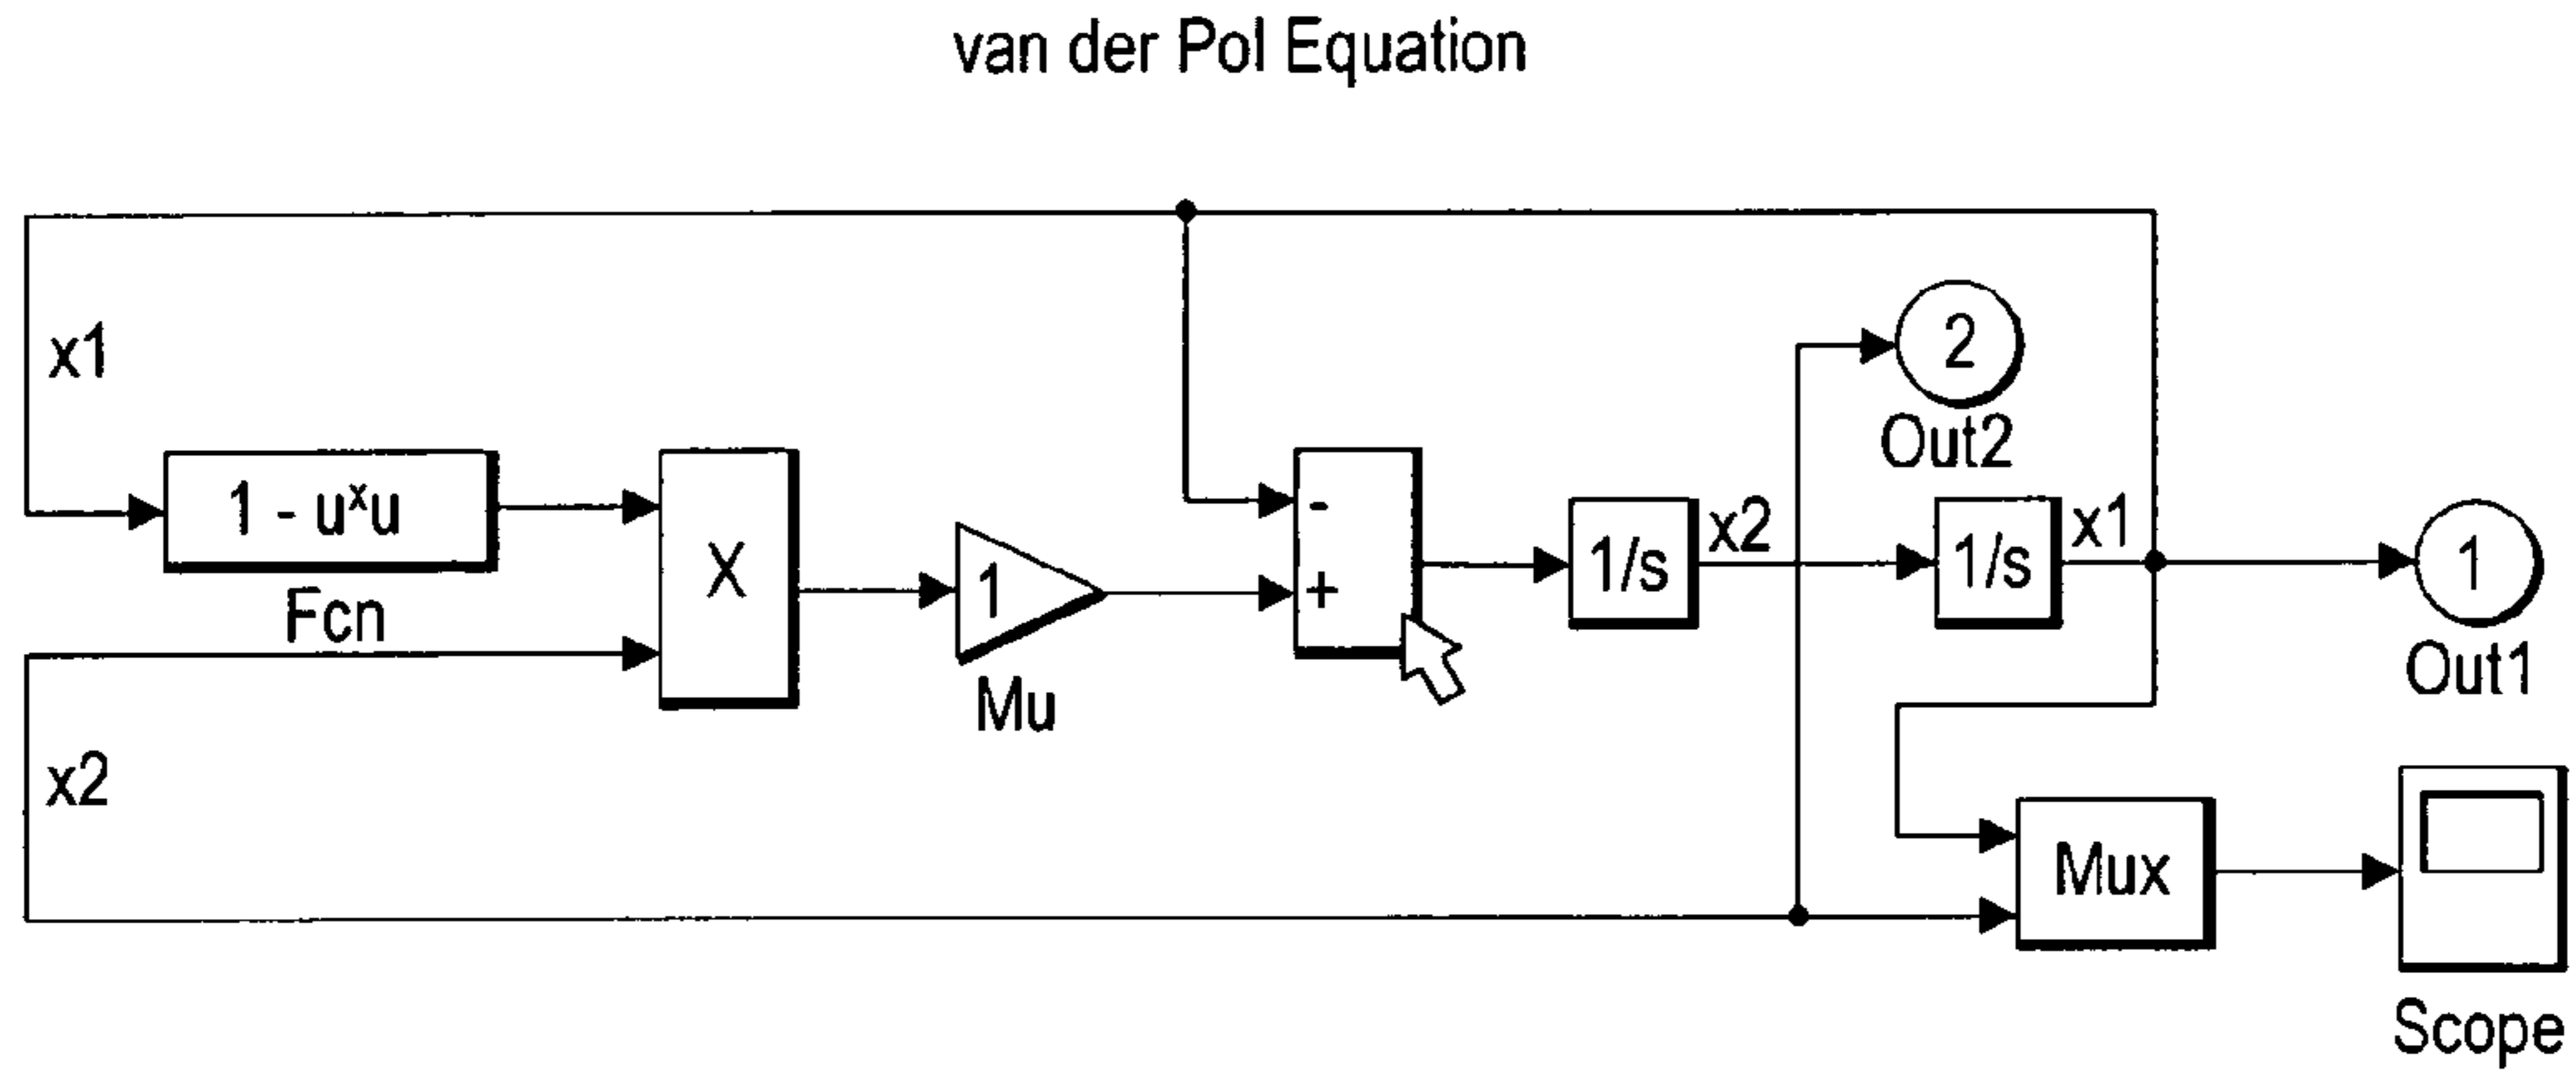 van der Pol Equation
x1
2
Out2
1 - uˣu
Fcn
X
1
Mu
-
+
1/s
x2
1/s
x1
1
Out1
x2
Mux
Scope